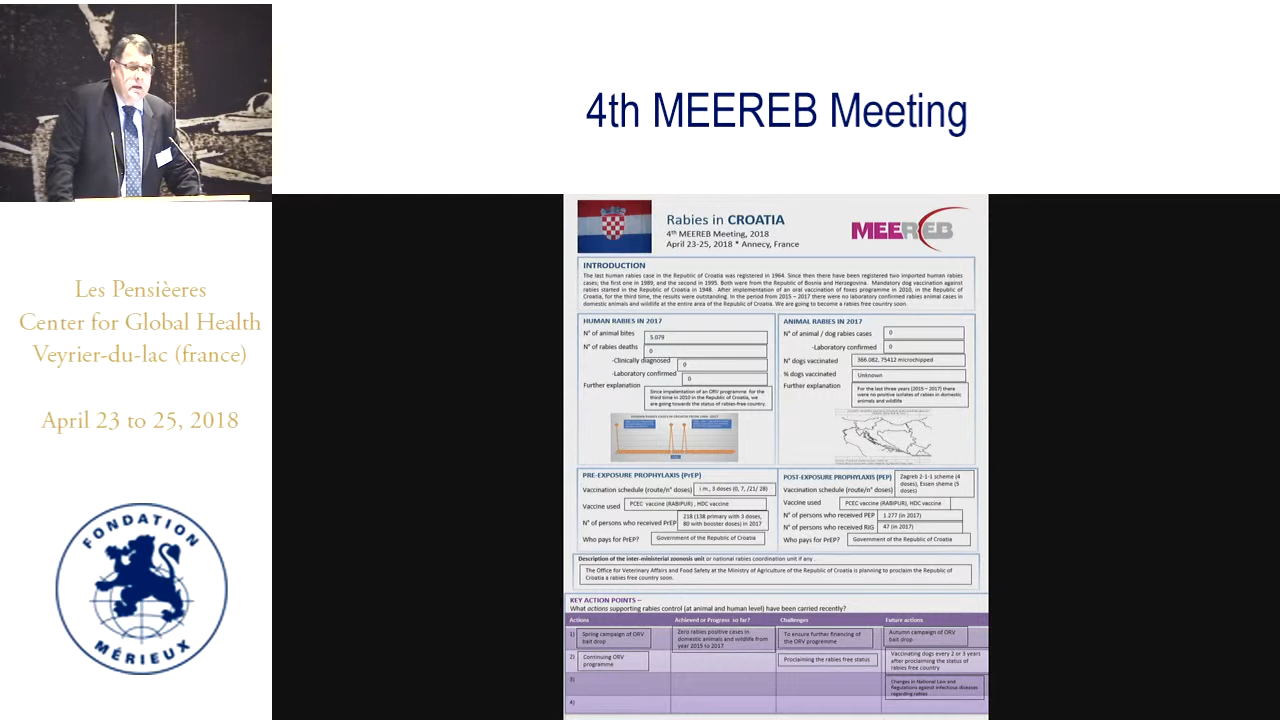 4th MEEREB Meeting
Les Pensièeres
Center for Global Health
Veyrier-du-lac (france)
April 23 to 25, 2018
FONDATION
MÉRIEUX
Rabies in CROATIA
4th MEEREB Meeting, 2018
April 23-25, 2018 * Annecy, France
MEEREB
INTRODUCTION
The last human rabies case in the Republic of Croatia was registered in 1964. Since then there have been registered two imported human rabies
cases; the first one in 1989, and the second in 1995. Both were from the Republic of Bosnia and Herzegovina. Mandatory dog vaccination against
rabies started in the Republic of Croatia in 1948. After implementation of an oral vaccination of foxes programme in 2010, in the Republic of
Croatia, for the third time, the results were outstanding. In the period from 2015 – 2017 there were no laboratory confirmed rabies animal cases in
domestic animals and wildlife at the entire area of the Republic of Croatia. We are going to become a rabies free country soon.
HUMAN RABIES IN 2017
N° of animal bites
5.079
N° of rabies deaths
0
-Clinically diagnosed
0
-Laboratory confirmed
0
Further explanation
Since impelentation of an ORV programme for the
third time in 2010 in the Republic of Croatia, we
are going towards the status of rabies-free country.
ANIMAL RABIES IN 2017
N° of animal / dog rabies cases
0
-Laboratory confirmed
0
N° dogs vaccinated
366.082, 75412 microchipped
% dogs vaccinated
Unknown
Further explanation
For the last three years (2015 – 2017) there
were no positive isolates of rabies in domestic
animals and wildlife
PRE-EXPOSURE PROPHYLAXIS (PrEP)
Vaccination schedule (route/n° doses)
i.m., 3 doses (0, 7, /21/ 28)
Vaccine used
PCEC vaccine (RABIPUR) , HDC vaccine
N° of persons who received PrEP
218 (138 primary with 3 doses,
80 with booster doses) in 2017
Who pays for PrEP?
Government of the Republic of Croatia
POST-EXPOSURE PROPHYLAXIS (PEP)
Zagreb 2-1-1 scheme (4
doses), Essen sheme (5
doses)
Vaccination schedule (route/n° doses)
Vaccine used
PCEC vaccine (RABIPUR), HDC vaccine
N° of persons who received PEP
1.277 (in 2017)
N° of persons who received RIG
47 (in 2017)
Who pays for PrEP?
Government of the Republic of Croatia
Description of the inter-ministerial zoonosis unit or national rabies coordination unit if any .
The Office for Veterinary Affairs and Food Safety at the Ministry of Agriculture of the Republic of Croatia is planning to proclaim the Republic of
Croatia a rabies free country soon.
KEY ACTION POINTS –
What actions supporting rabies control (at animal and human level) have been carried recently?
Actions
Achieved or Progress so far?
Challenges
Future actions
1)
Spring campaign of ORV
bait drop
Zero rabies positive cases in
domestic animals and wildlife from
year 2015 to 2017
To ensure further financing of
the ORV programme
Autumn campaign of ORV
bait drop
2)
Continuing ORV
programme
Proclaiming the rabies free status
Vaccinating dogs every 2 or 3 years
after proclaiming the status of
rabies free country
3)
Changes in National Law and
Regulations against infectious diseases
regarding rabies
4)